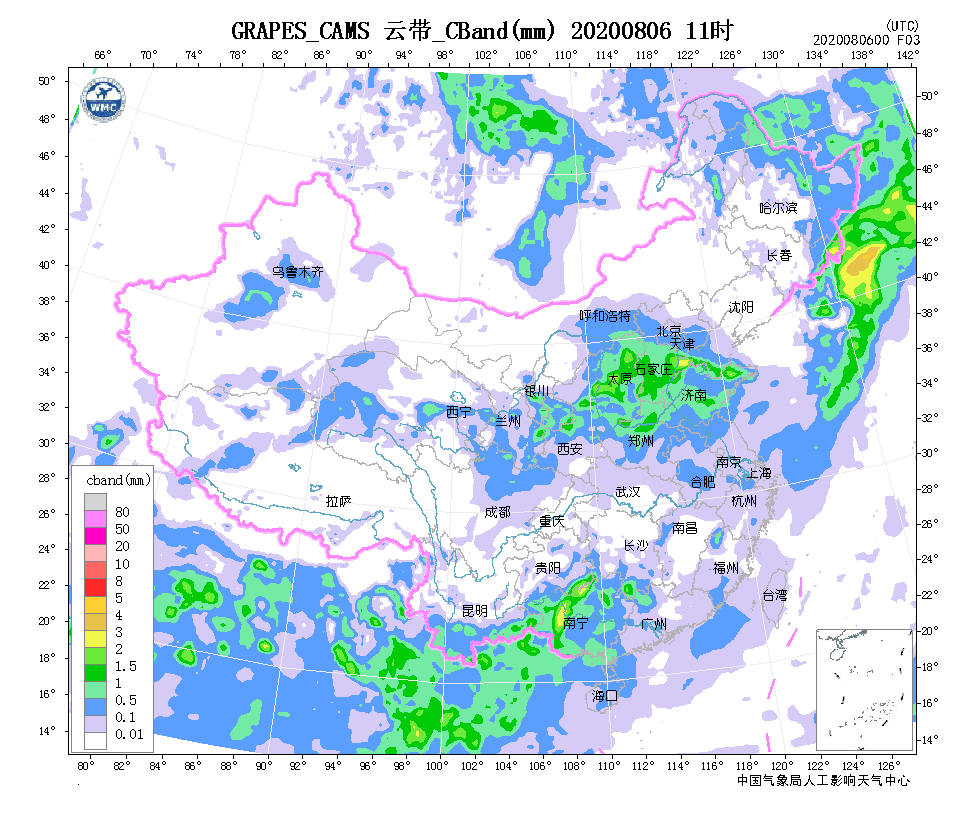 GRAPES_CAMS 云带_CBand(mm) 20200806 11时
(UTC)
2020080600 F03
66° 70° 74° 78° 82° 86° 90° 94° 98° 102° 106° 110° 114° 118° 122° 126° 130° 134° 138° 142°
50° 50°
WMC
48° 48°
46° 46°
44° 44°
哈尔滨
42° 42°
长春
40° 40°
乌鲁木齐
38° 38°
沈阳
呼和浩特
北京
36° 36°
天津
34° 34°
石家庄
太原
银川
济南
32° 32°
西宁
兰州
30° 30°
郑州
西安
南京
28° 28°
上海
合肥
武汉
杭州
拉萨
26° 26°
成都
重庆
南昌
24° 24°
长沙
贵阳
福州
22° 22°
台湾
昆明
20° 20°
南宁
广州
18° 18°
16° 16°
海口
14° 14°
cband(mm)
80
50
20
10
8
5
4
3
2
1.5
1
0.5
0.1
0.01
80° 82° 84° 86° 88° 90° 92° 94° 96° 98° 100° 102° 104° 106° 108° 110° 112° 114° 116° 118° 120° 122° 124° 126°
中国气象局人工影响天气中心